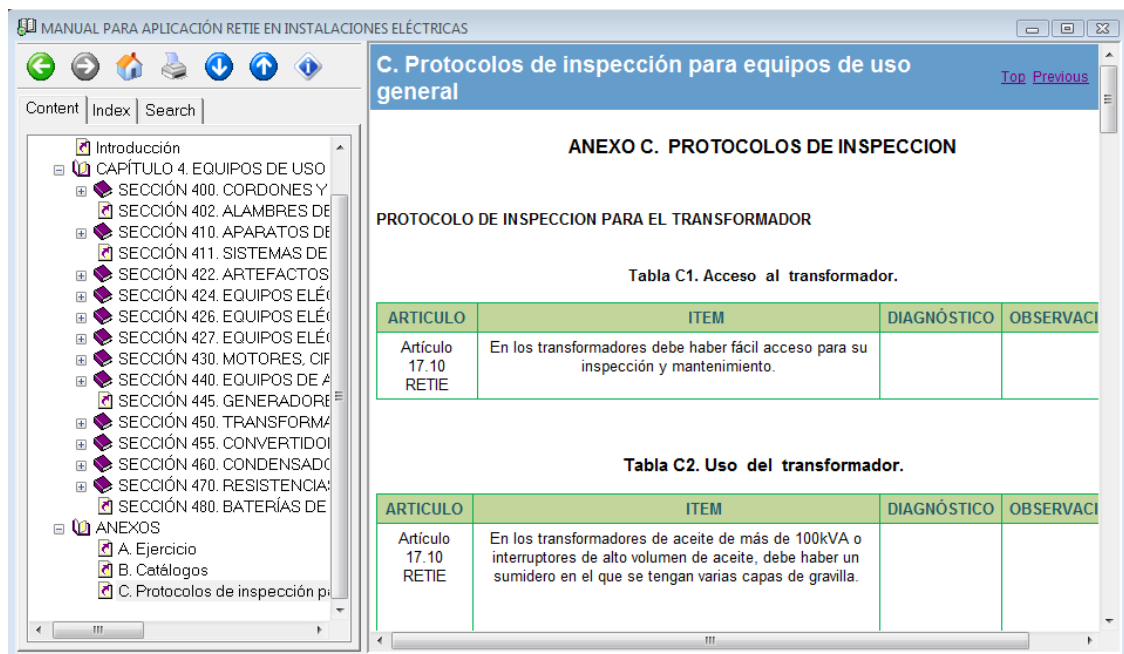 MANUAL PARA APLICACIÓN RETIE EN INSTALACIONES ELÉCTRICAS
Content Index Search
Introducción
CAPÍTULO 4. EQUIPOS DE USO
SECCIÓN 400. CORDONES Y
SECCIÓN 402. ALAMBRES DE
SECCIÓN 410. APARATOS DE
SECCIÓN 411. SISTEMAS DE
SECCIÓN 422. ARTEFACTOS
SECCIÓN 424. EQUIPOS ELÉ
SECCIÓN 426. EQUIPOS ELÉ
SECCIÓN 427. EQUIPOS ELÉ
SECCIÓN 430. MOTORES, CIR
SECCIÓN 440. EQUIPOS DE A
SECCIÓN 445. GENERADORE
SECCIÓN 450. TRANSFORMA
SECCIÓN 455. CONVERTIDOR
SECCIÓN 460. CONDENSADO
SECCIÓN 470. RESISTENCIAS
SECCIÓN 480. BATERÍAS DE
ANEXOS
A. Ejercicio
B. Catálogos
C. Protocolos de inspección pa
C. Protocolos de inspección para equipos de uso
general
Top Previous
ANEXO C. PROTOCOLOS DE INSPECCION
PROTOCOLO DE INSPECCION PARA EL TRANSFORMADOR
Tabla C1. Acceso al transformador.
ARTICULO ITEM DIAGNÓSTICO OBSERVACI
Artículo
17.10
RETIE
En los transformadores debe haber fácil acceso para su
inspección y mantenimiento.
Tabla C2. Uso del transformador.
ARTICULO ITEM DIAGNÓSTICO OBSERVACI
Artículo
17.10
RETIE
En los transformadores de aceite de más de 100kVA o
interruptores de alto volumen de aceite, debe haber un
sumidero en el que se tengan varias capas de gravilla.